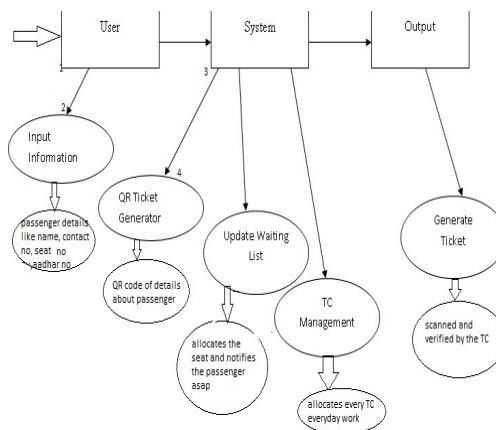 User
System
Output
1
3
2
Input
Information
4
QR Ticket
Generator
passenger details
like name, contact
no, seat no
aadhar no
Update Waiting
List
Generate
Ticket
QR code of details
about passenger
TC
Management
scanned and
verified by the TC
allocates the
seat and notifies
the passenger
asap
allocates every TC
everyday work